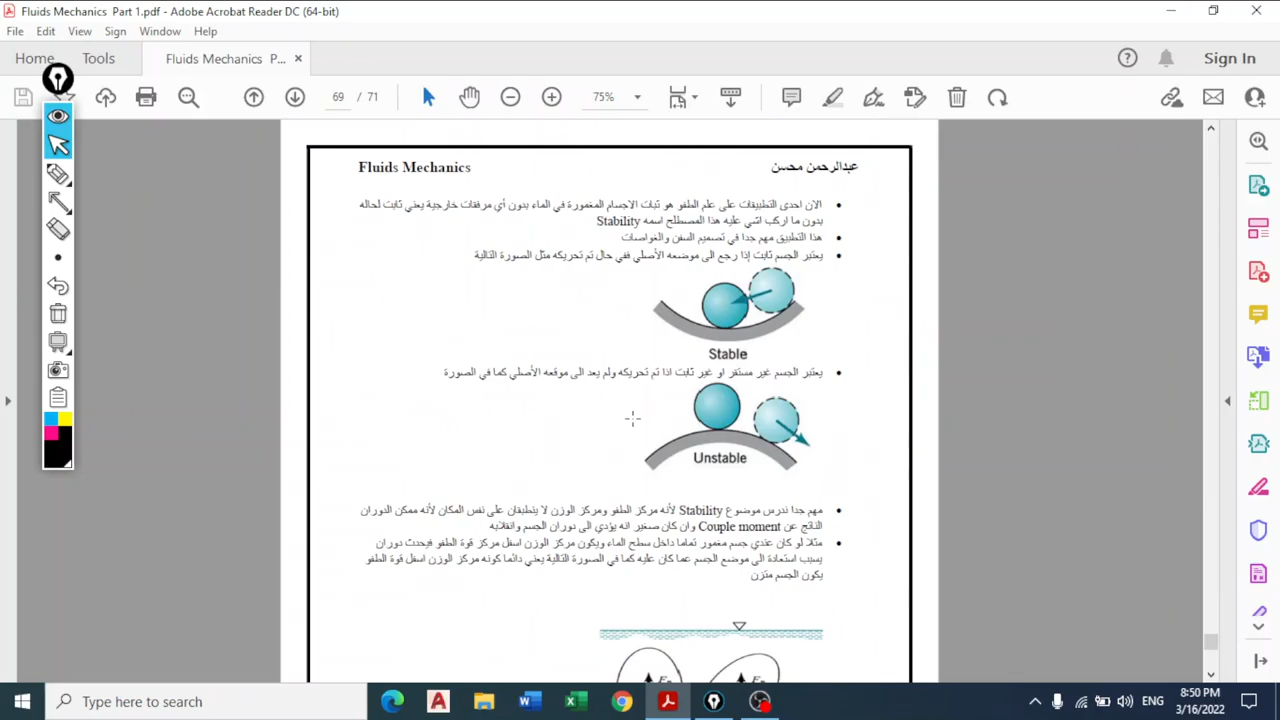 Fluids Mechanics Part 1.pdf - Adobe Acrobat Reader DC (64-bit)
File Edit View Sign Window Help
Home Tools Fluids Mechanics P... ×
Sign In
69 / 71
75%
Fluids Mechanics
عبدالرحمن محسن
الان احدى التطبيقات على علم الطفو هو ثبات الاجسام المغمورة في الماء بدون أي مرفقات خارجية يعني ثابت لحاله
بدون ما اركب اشي عليه هذا المصطلح اسمه Stability
هذا التطبيق مهم جدا في تصميم السفن والغواصات
يعتبر الجسم ثابت إذا رجع الى موضعه الأصلي ففي حال تم تحريكه مثل الصورة التالية
Stable
يعتبر الجسم غير مستقر او غير ثابت اذا تم تحريكه ولم يعد الى موقعه الأصلي كما في الصورة
Unstable
مهم جدا ندرس موضوع Stability لأنه مركز الطفو ومركز الوزن لا ينطبقان على نفس المكان لأنه ممكن الدوران
الناتج عن Couple moment وان كان صغير انه يؤدي الى دوران الجسم وانقلابه
مثلا لو كان عندي جسم مغمور تماما داخل سطح الماء ويكون مركز الوزن اسفل مركز قوة الطفو فيحدث دوران
يسبب استعادة الى موضع الجسم عما كان عليه كما في الصورة التالية يعني دائما كونه مركز الوزن اسفل قوة الطفو
يكون الجسم متزن
ENG
8:50 PM
3/16/2022
Type here to search